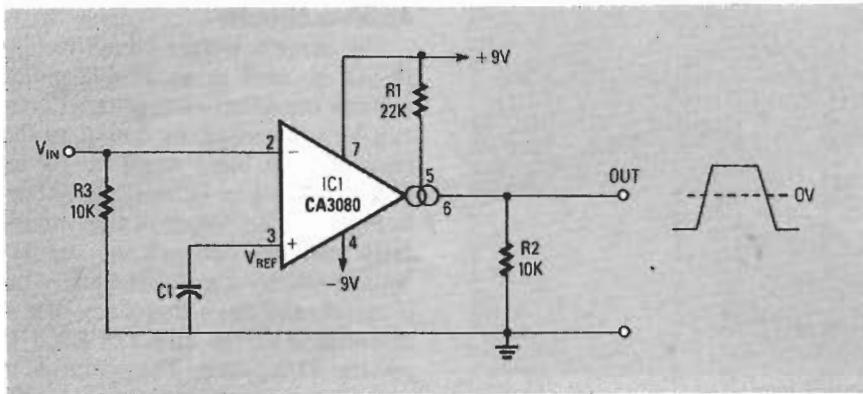 +9V
R1
22K
7
V_IN
2
−
5
R3
10K
IC1
CA3080
6
OUT
0V
3
+
V_REF
4
−9V
R2
10K
C1